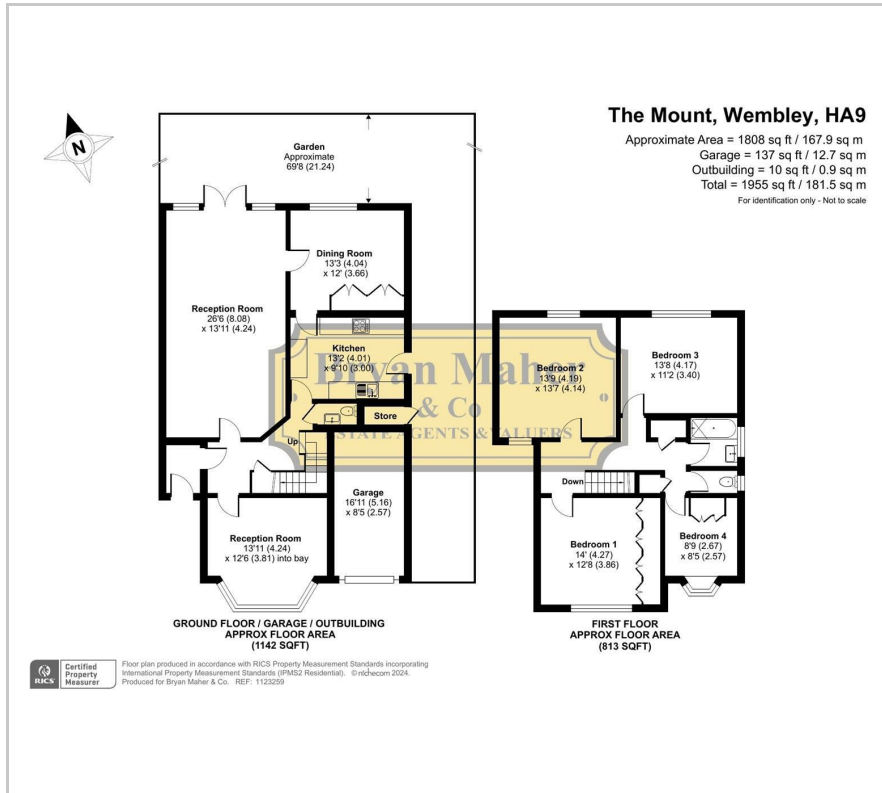 The Mount, Wembley, HA9
Approximate Area = 1808 sq ft / 167.9 sq m
Garage = 137 sq ft / 12.7 sq m
Outbuilding = 10 sq ft / 0.9 sq m
Total = 1955 sq ft / 181.5 sq m
For identification only - Not to scale
N
Garden
Approximate
69'8 (21.24)
Dining Room
13'3 (4.04)
x 12' (3.66)
Reception Room
26'6 (8.08)
x 13'11 (4.24)
Kitchen
13'2 (4.01)
x 9'10 (3.00)
Store
Up
Garage
16'11 (5.16)
x 8'5 (2.57)
Reception Room
13'11 (4.24)
x 12'6 (3.81) into bay
GROUND FLOOR / GARAGE / OUTBUILDING
APPROX FLOOR AREA
(1142 SQFT)
Bedroom 2
13'9 (4.19)
x 13'7 (4.14)
Bedroom 3
13'8 (4.17)
x 11'2 (3.40)
Down
Bedroom 1
14' (4.27)
x 12'8 (3.86)
Bedroom 4
8'9 (2.67)
x 8'5 (2.57)
FIRST FLOOR
APPROX FLOOR AREA
(813 SQFT)
Bryan Maher
& Co
ESTATE AGENTS & VALUERS
RICS
Certified
Property
Measurer
Floor plan produced in accordance with RICS Property Measurement Standards incorporating
International Property Measurement Standards (IPMS2 Residential). © nichecom 2024.
Produced for Bryan Maher & Co. REF: 1123259